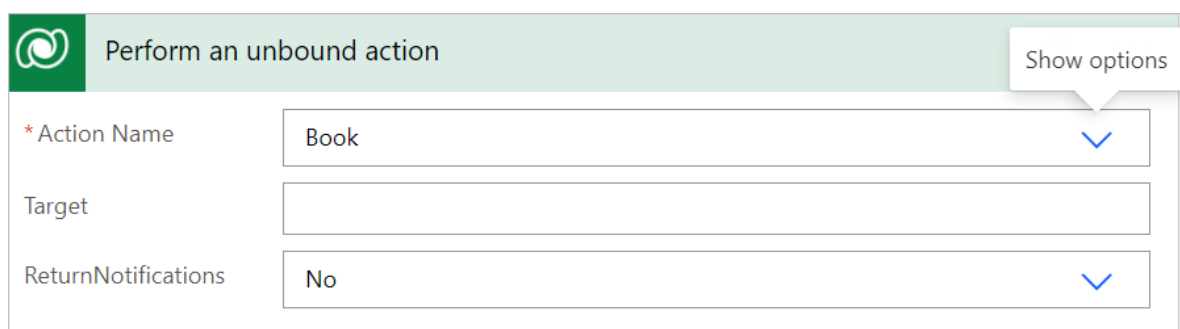 Perform an unbound action
Show options
* Action Name
Book
Target
ReturnNotifications
No